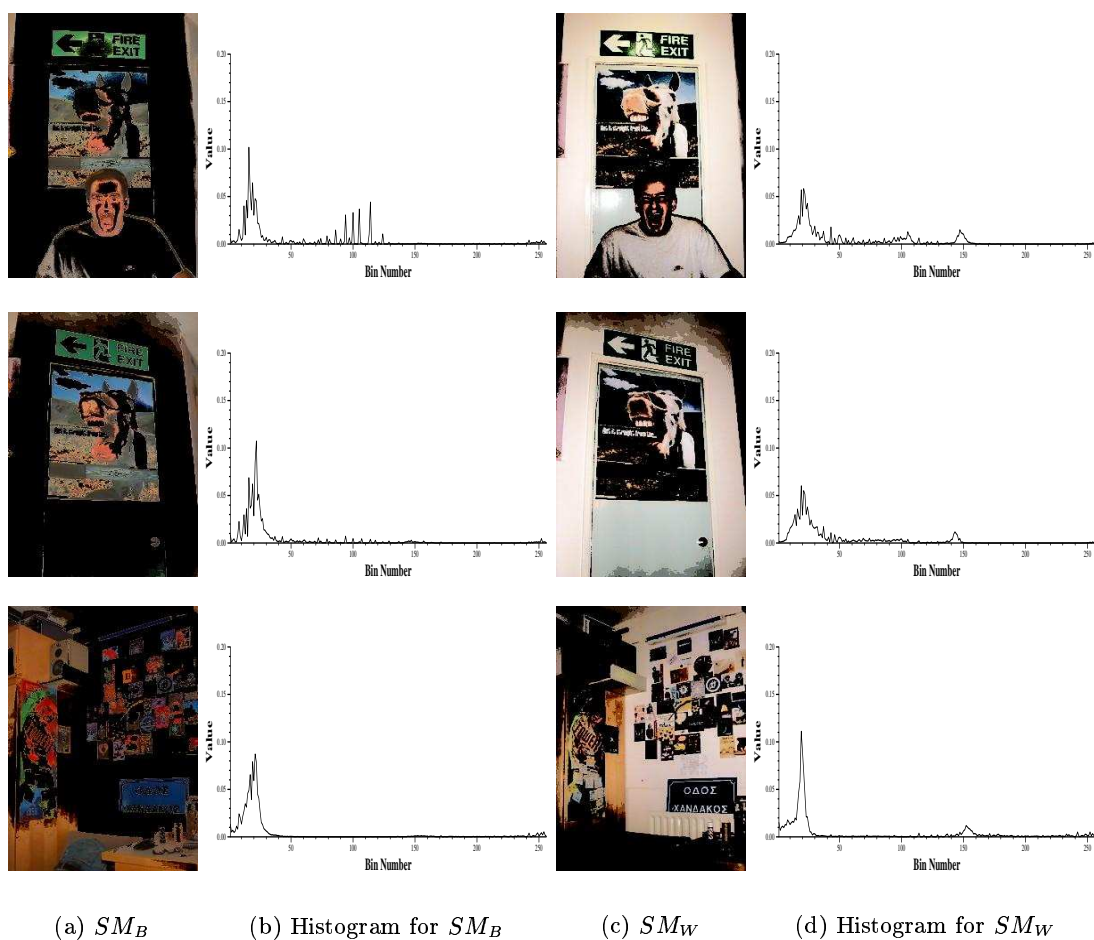 FIRE
EXIT
0.20
0.15
0.10
0.05
0.00
Value
50
100
150
200
250
Bin Number
FIRE
EXIT
0.20
0.15
0.10
0.05
0.00
Value
50
100
150
200
250
Bin Number
FIRE
EXIT
0.20
0.15
0.10
0.05
0.00
Value
50
100
150
200
250
Bin Number
FIRE
EXIT
0.20
0.15
0.10
0.05
0.00
Value
50
100
150
200
250
Bin Number
0.20
0.15
0.10
0.05
0.00
Value
50
100
150
200
250
Bin Number
ΟΔΟΣ
ΧΑΝΔΑΚΟΣ
0.20
0.15
0.10
0.05
0.00
Value
50
100
150
200
250
Bin Number
(a) SM_B
(b) Histogram for SM_B
(c) SM_W
(d) Histogram for SM_W